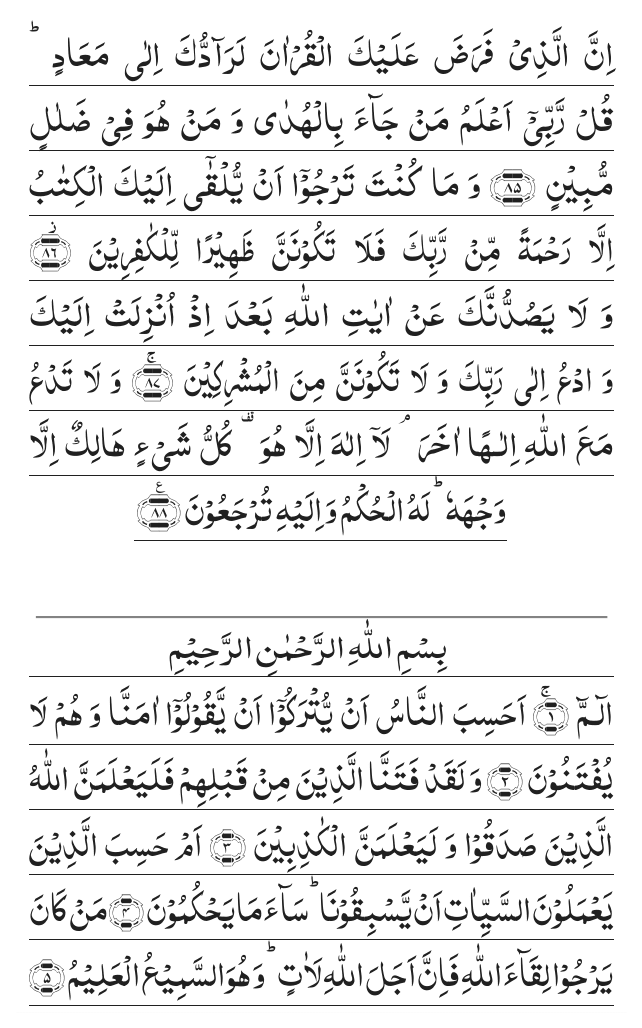 اِنَّ الَّذِیْ فَرَضَ عَلَیْكَ الْقُرْاٰنَ لَرَآدُّكَ اِلٰی مَعَادٍ ؕ
قُلْ رَّبِّیْۤ اَعْلَمُ مَنْ جَآءَ بِالْهُدٰی وَ مَنْ هُوَ فِیْ ضَلٰلٍ
مُّبِیْنٍ ﴿۸۵﴾ وَ مَا كُنْتَ تَرْجُوْۤا اَنْ یُّلْقٰۤی اِلَیْكَ الْكِتٰبُ
اِلَّا رَحْمَةً مِّنْ رَّبِّكَ فَلَا تَكُوْنَنَّ ظَهِیْرًا لِّلْكٰفِرِیْنَ ﴿ؗ۸۶﴾
وَ لَا یَصُدُّنَّكَ عَنْ اٰیٰتِ اللّٰهِ بَعْدَ اِذْ اُنْزِلَتْ اِلَیْكَ
وَ ادْعُ اِلٰی رَبِّكَ وَ لَا تَكُوْنَنَّ مِنَ الْمُشْرِكِیْنَ ﴿ۚ۸۷﴾ وَ لَا تَدْعُ
مَعَ اللّٰهِ اِلٰـهًا اٰخَرَ ۘ لَاۤ اِلٰهَ اِلَّا هُوَ ۟ كُلُّ شَیْءٍ هَالِكٌ اِلَّا
وَجْهَهٗ ؕ لَهُ الْحُكْمُ وَ اِلَیْهِ تُرْجَعُوْنَ ﴿۸۸﴾ع
بِسْمِ اللّٰهِ الرَّحْمٰنِ الرَّحِیْمِ
الٓـمّٓ ﴿ۚ۱﴾ اَحَسِبَ النَّاسُ اَنْ یُّتْرَكُوْۤا اَنْ یَّقُوْلُوْۤا اٰمَنَّا وَ هُمْ لَا
یُفْتَنُوْنَ ﴿۲﴾ وَ لَقَدْ فَتَنَّا الَّذِیْنَ مِنْ قَبْلِهِمْ فَلَیَعْلَمَنَّ اللّٰهُ
الَّذِیْنَ صَدَقُوْا وَ لَیَعْلَمَنَّ الْكٰذِبِیْنَ ﴿۳﴾ اَمْ حَسِبَ الَّذِیْنَ
یَعْمَلُوْنَ السَّیِّاٰتِ اَنْ یَّسْبِقُوْنَا ؕ سَآءَ مَا یَحْكُمُوْنَ ﴿۴﴾ مَنْ كَانَ
یَرْجُوْا لِقَآءَ اللّٰهِ فَاِنَّ اَجَلَ اللّٰهِ لَاٰتٍ ؕ وَ هُوَ السَّمِیْعُ الْعَلِیْمُ ﴿۵﴾